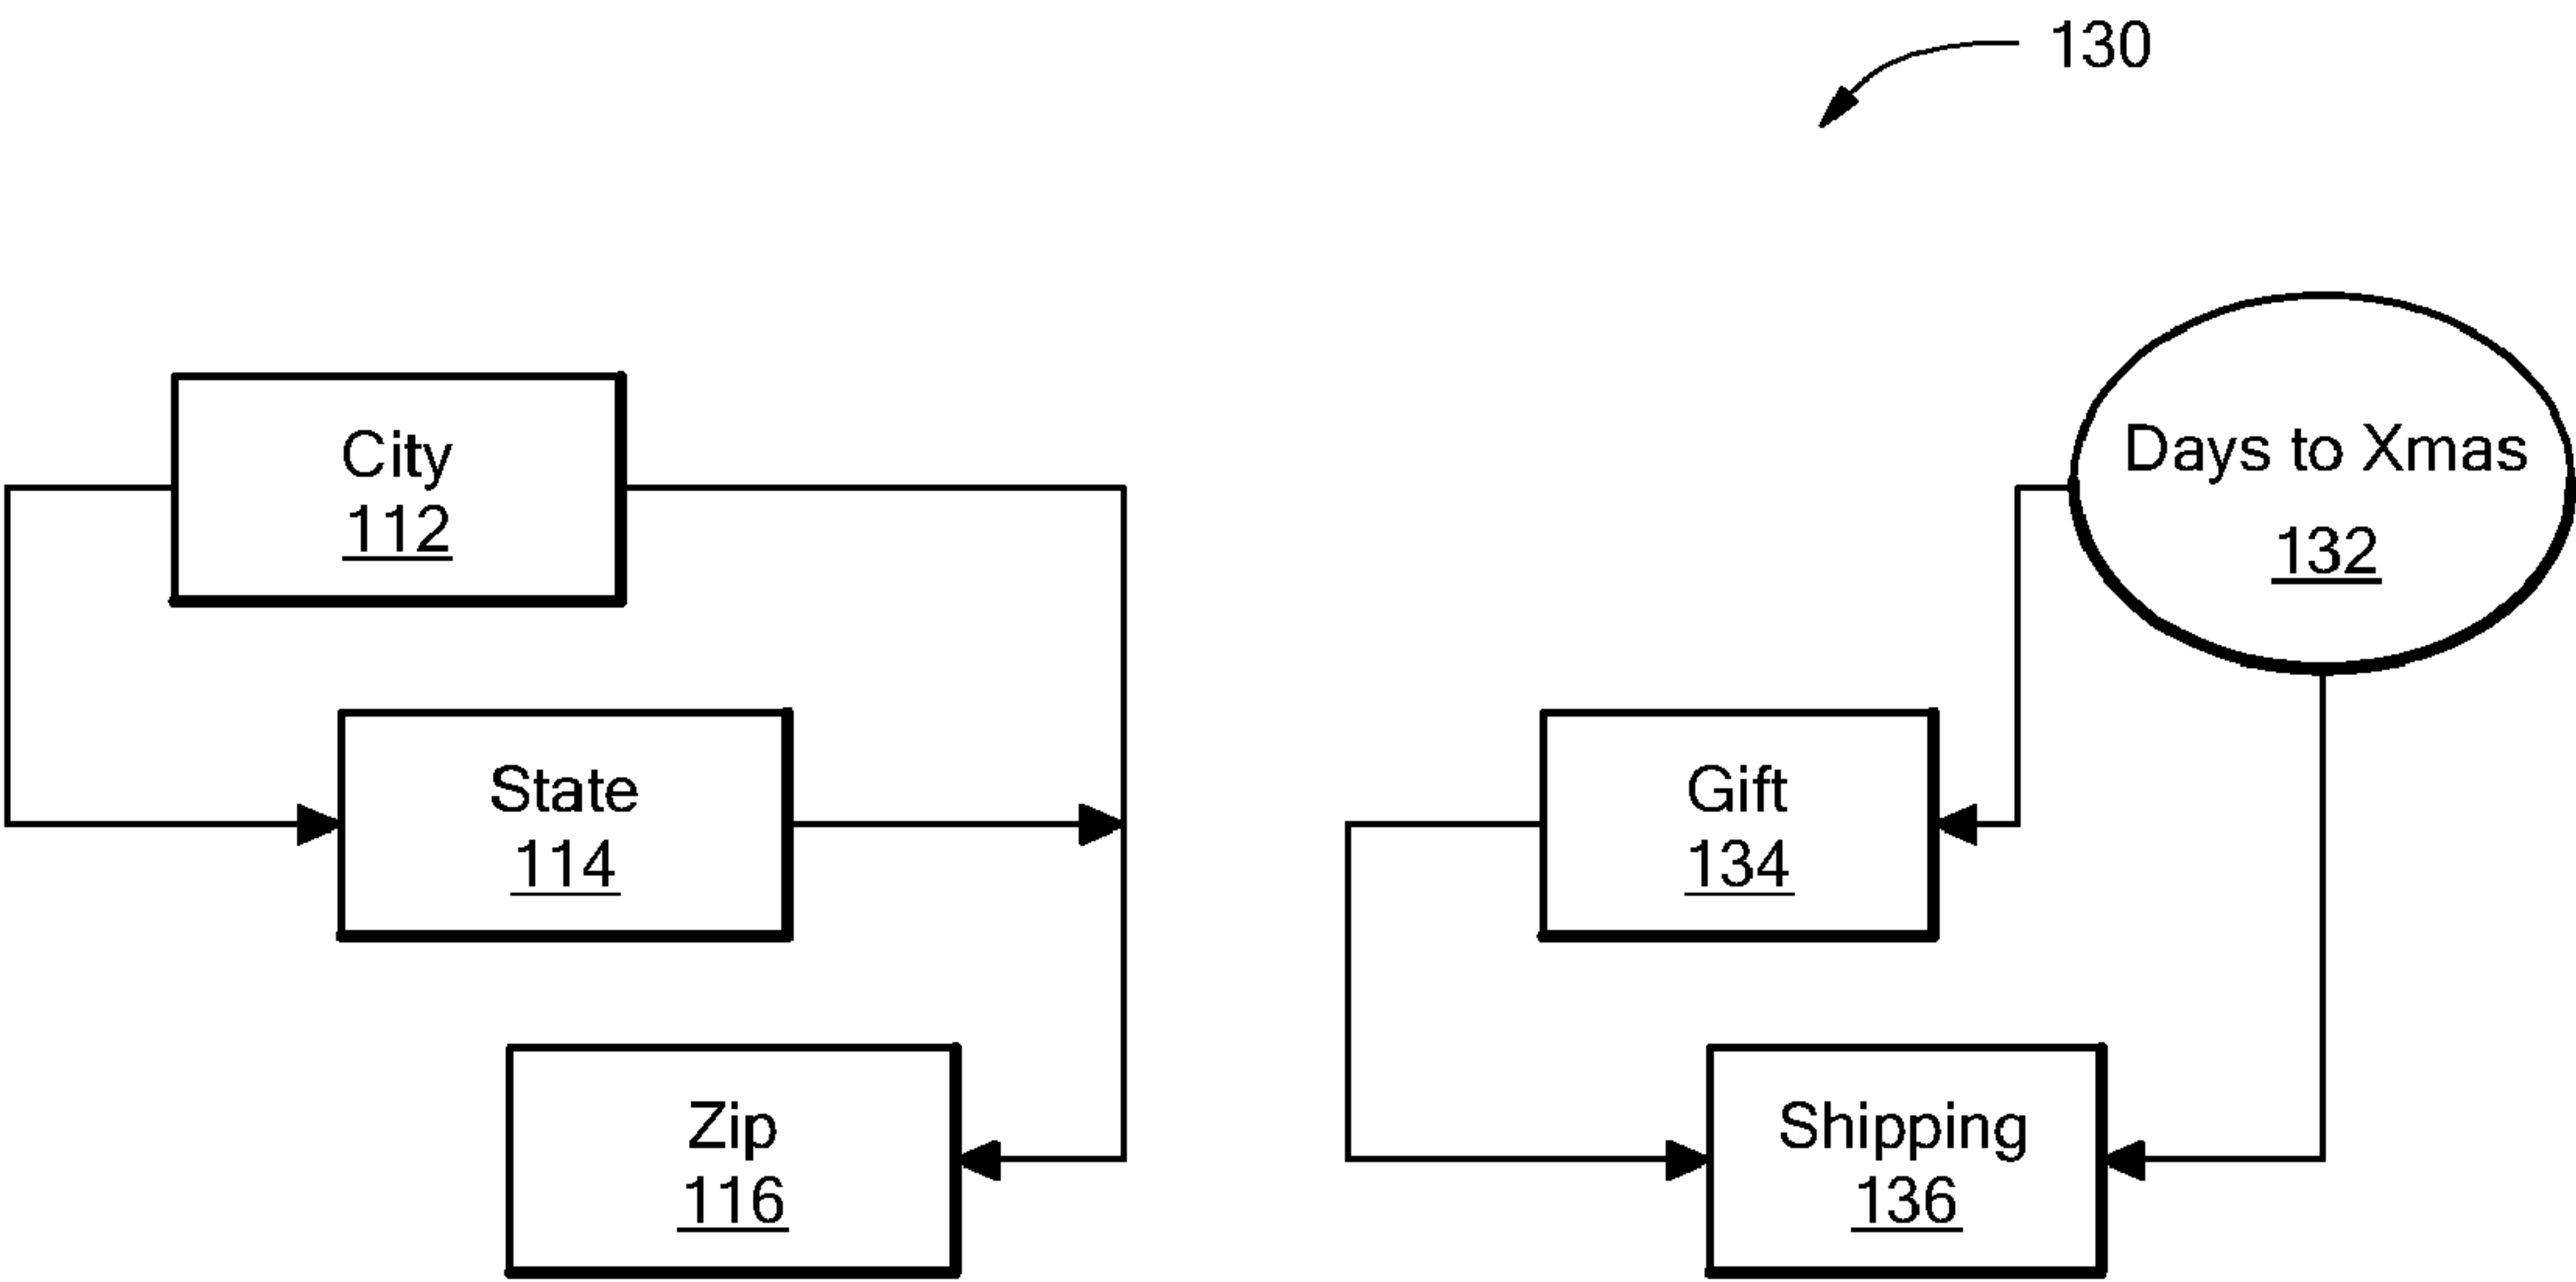 130
City
112
Days to Xmas
132
State
114
Gift
134
Zip
116
Shipping
136